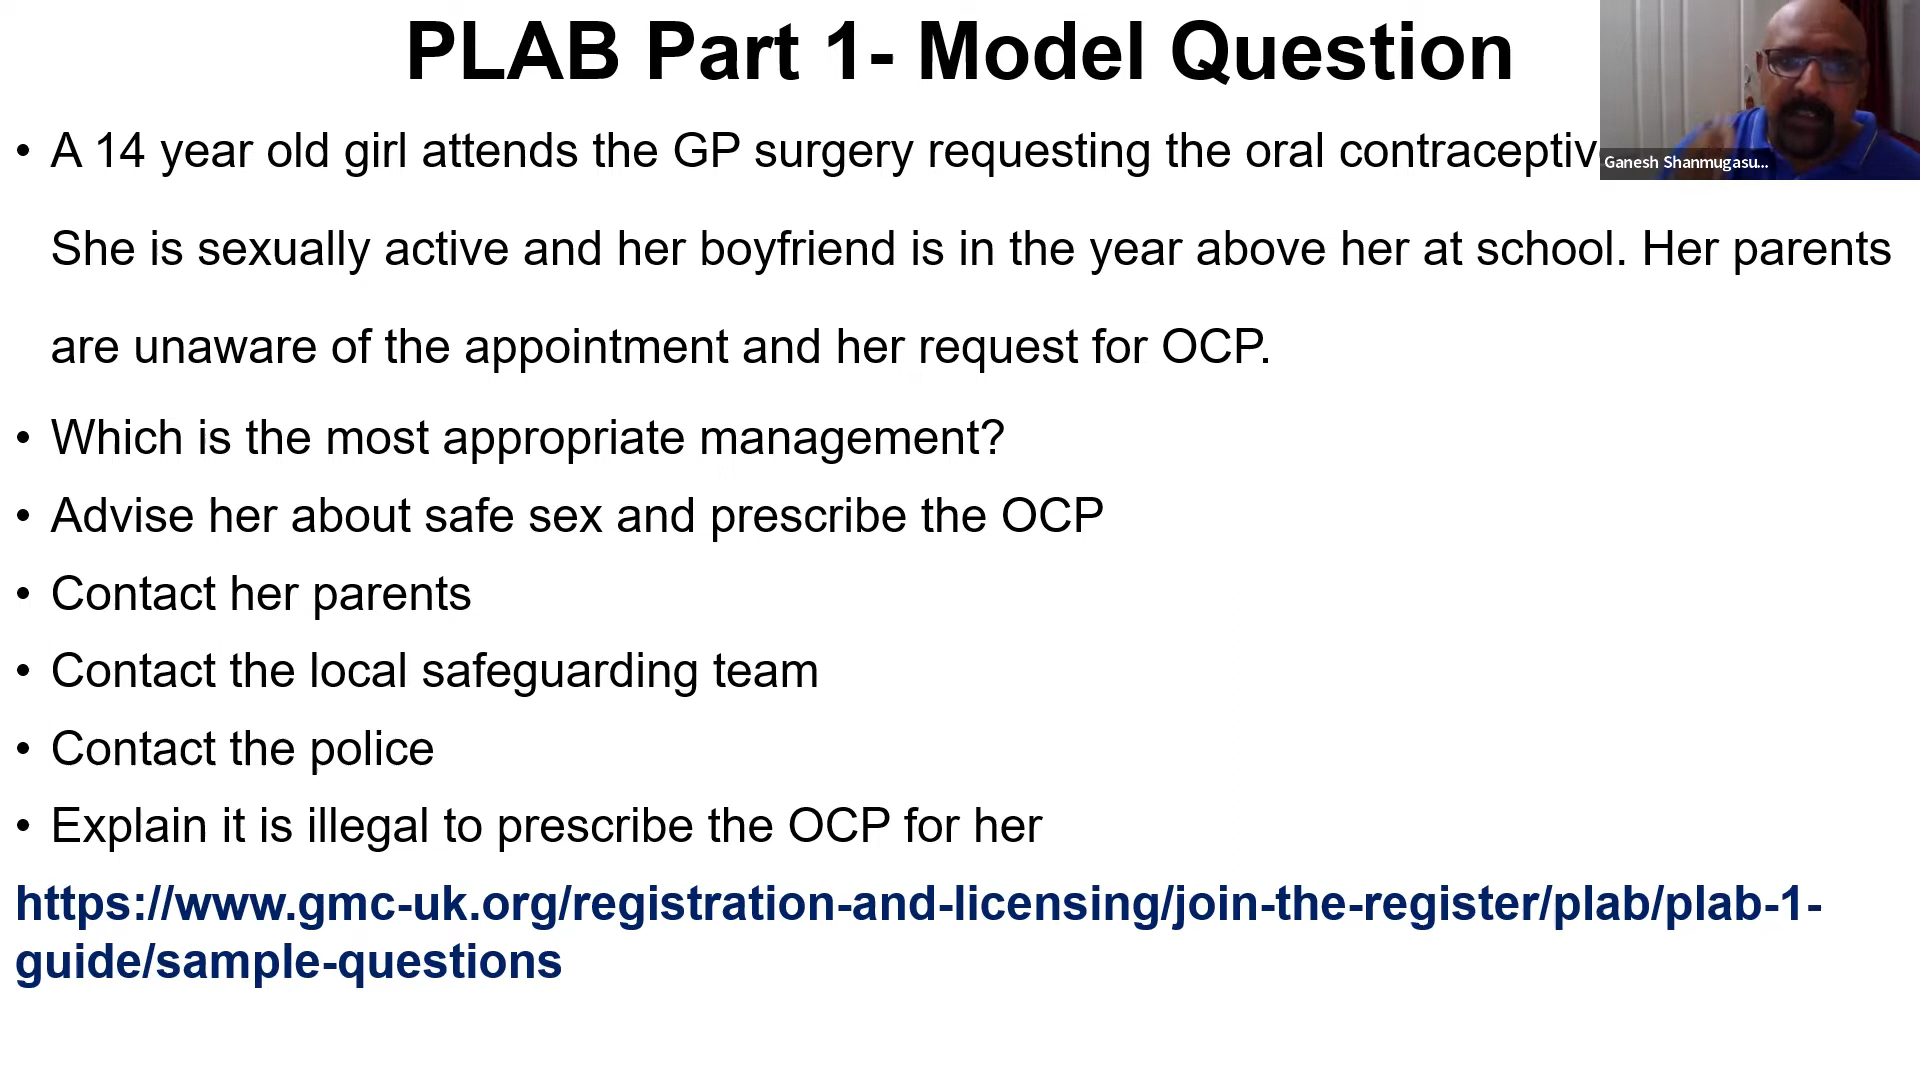 PLAB Part 1- Model Question
• A 14 year old girl attends the GP surgery requesting the oral
Ganesh Shanmugasu...
She is sexually active and her boyfriend is in the year above her at school. Her parents
are unaware of the appointment and her request for OCP.
• Which is the most appropriate management?
• Advise her about safe sex and prescribe the OCP
• Contact her parents
• Contact the local safeguarding team
• Contact the police
• Explain it is illegal to prescribe the OCP for her
https://www.gmc-uk.org/registration-and-licensing/join-the-register/plab/plab-1-
guide/sample-questions